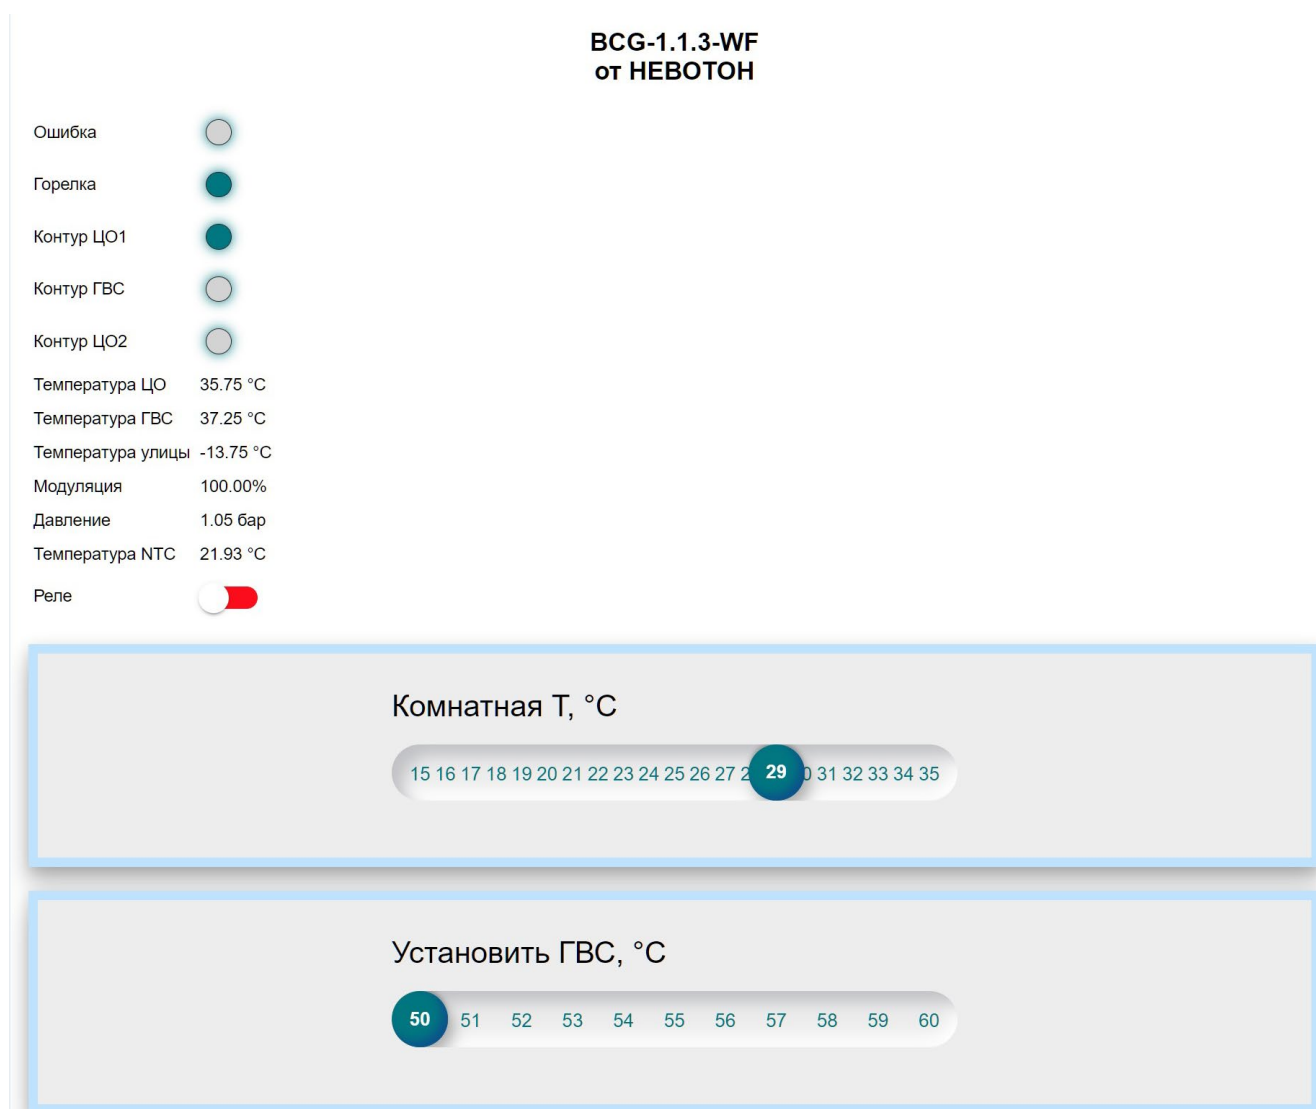 BCG-1.1.3-WF
от НЕВОТОН
Ошибка
Горелка
Контур ЦО1
Контур ГВС
Контур ЦО2
Температура ЦО 35.75 °C
Температура ГВС 37.25 °C
Температура улицы -13.75 °C
Модуляция 100.00%
Давление 1.05 бар
Температура NTC 21.93 °C
Реле
Комнатная Т, °C
15 16 17 18 19 20 21 22 23 24 25 26 27 29 31 32 33 34 35
Установить ГВС, °C
50 51 52 53 54 55 56 57 58 59 60